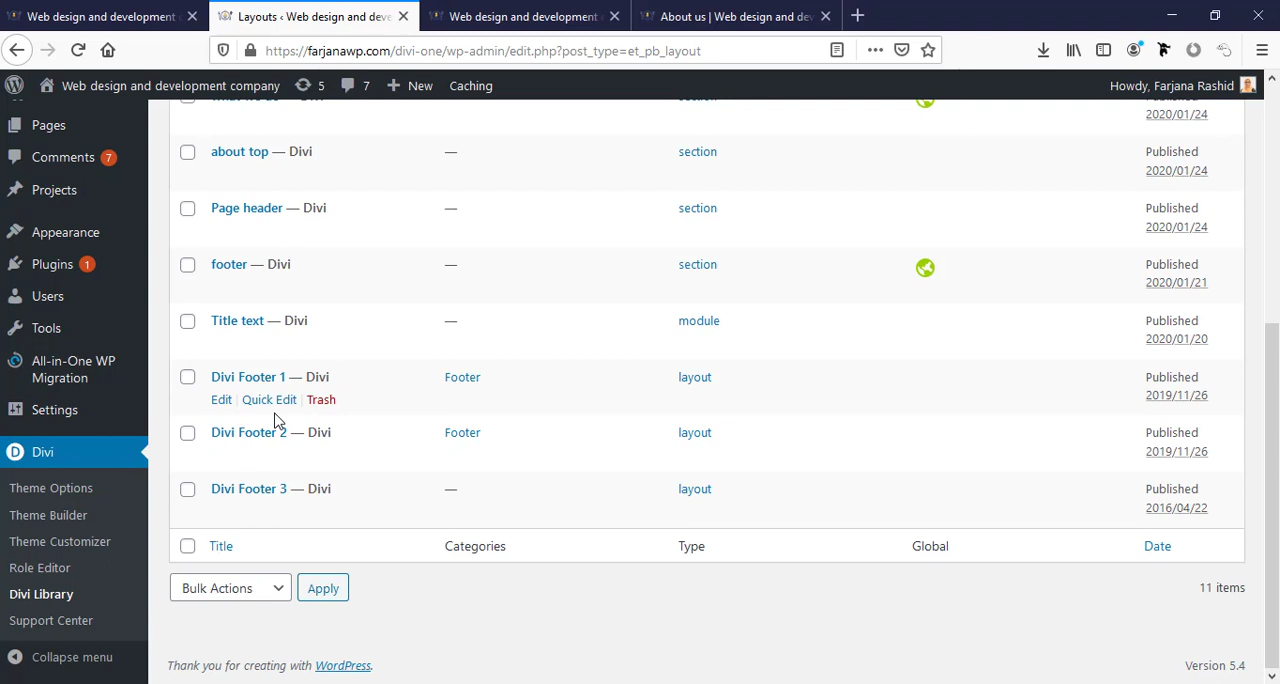 Web design and development
Layouts ‹ Web design and deve
Web design and development
About us | Web design and dev
https://farjanawp.com/divi-one/wp-admin/edit.php?post_type=et_pb_layout
Web design and development company
5
7
New
Caching
Howdy, Farjana Rashid
Pages
Comments 7
Projects
Appearance
Plugins 1
Users
Tools
All-in-One WP
Migration
Settings
Divi
Theme Options
Theme Builder
Theme Customizer
Role Editor
Divi Library
Support Center
Collapse menu
what we do — Divi section Published
2020/01/24
about top — Divi — section Published
2020/01/24
Page header — Divi — section Published
2020/01/24
footer — Divi — section Published
2020/01/21
Title text — Divi — module Published
2020/01/20
Divi Footer 1 — Divi Footer layout Published
Edit | Quick Edit | Trash 2019/11/26
Divi Footer 2 — Divi Footer layout Published
2019/11/26
Divi Footer 3 — Divi — layout Published
2016/04/22
Title Categories Type Global Date
Bulk Actions Apply 11 items
Thank you for creating with WordPress. Version 5.4